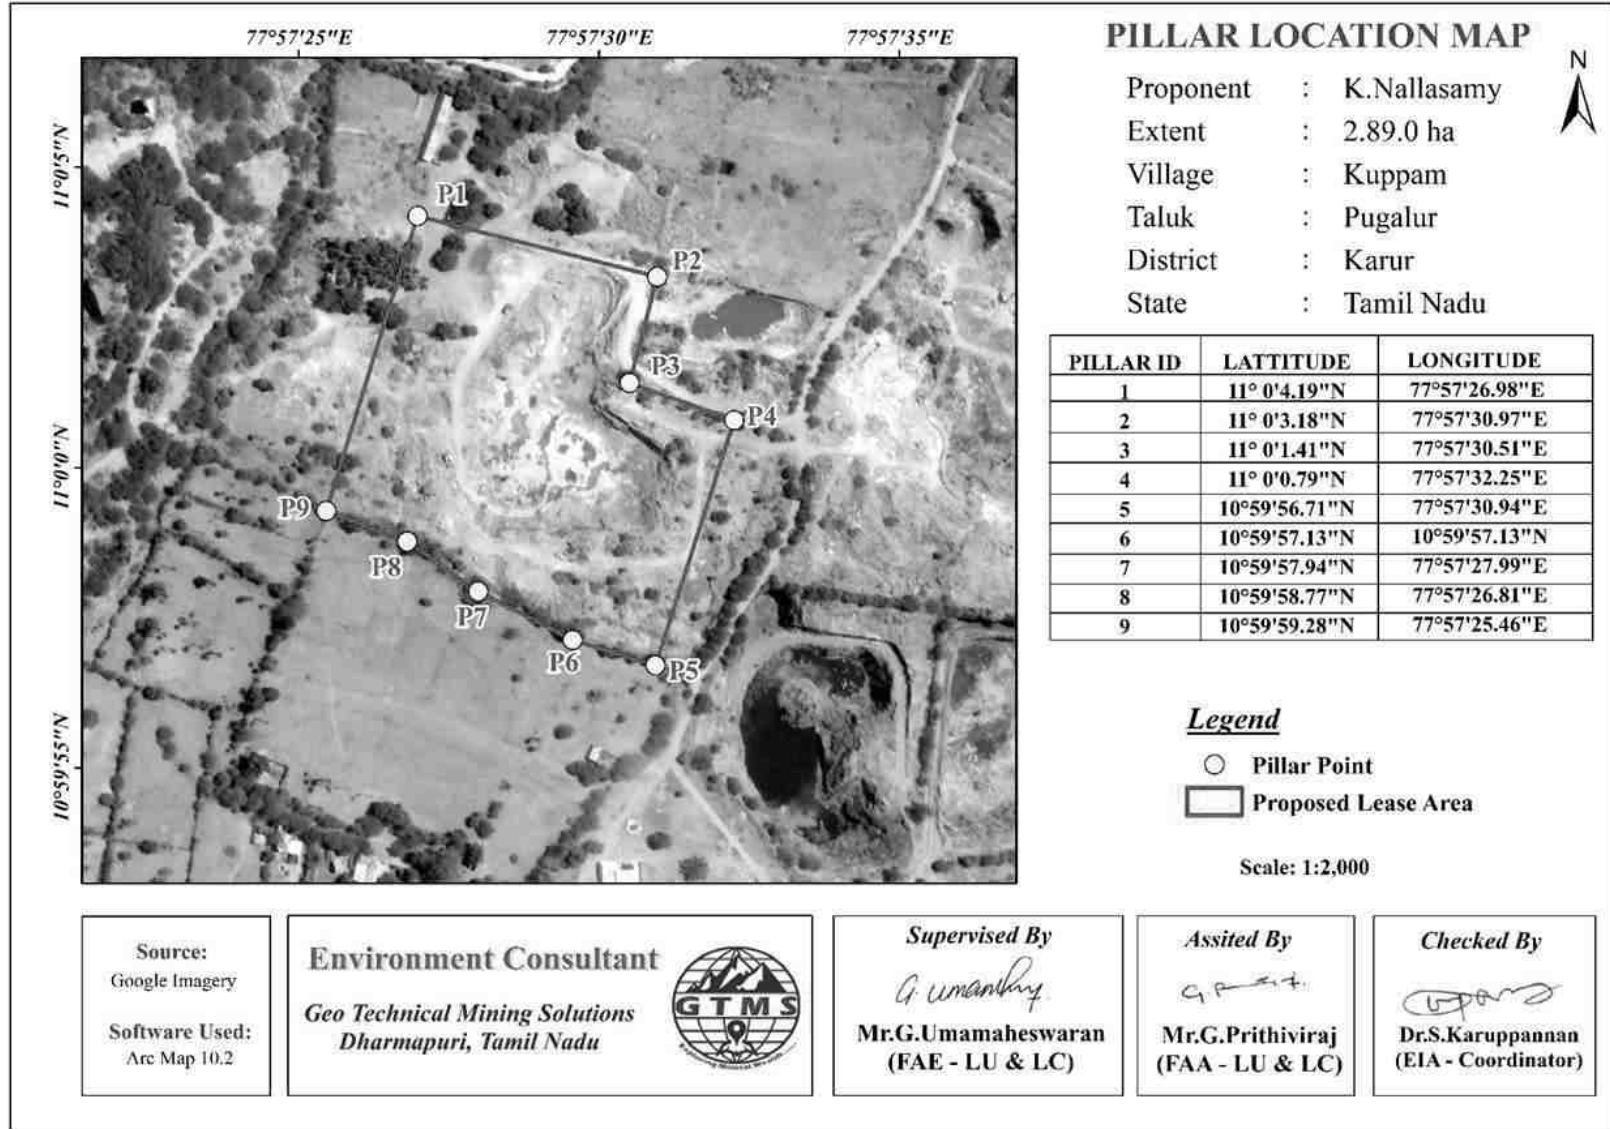 77°57'25"E
77°57'30"E
77°57'35"E
11°0'5"N
11°0'0"N
10°59'55"N
P1
P2
P3
P4
P9
P8
P7
P6
P5
PILLAR LOCATION MAP
N
Proponent : K.Nallasamy
Extent : 2.89.0 ha
Village : Kuppam
Taluk : Pugalur
District : Karur
State : Tamil Nadu
PILLAR ID LATTITUDE LONGITUDE
1 11° 0'4.19"N 77°57'26.98"E
2 11° 0'3.18"N 77°57'30.97"E
3 11° 0'1.41"N 77°57'30.51"E
4 11° 0'0.79"N 77°57'32.25"E
5 10°59'56.71"N 77°57'30.94"E
6 10°59'57.13"N 10°59'57.13"N
7 10°59'57.94"N 77°57'27.99"E
8 10°59'58.77"N 77°57'26.81"E
9 10°59'59.28"N 77°57'25.46"E
Legend
Pillar Point
Proposed Lease Area
Scale: 1:2,000
Source:
Google Imagery
Software Used:
Arc Map 10.2
Environment Consultant
Geo Technical Mining Solutions
Dharmapuri, Tamil Nadu
GTMS
Supervised By
Mr.G.Umamaheswaran
(FAE - LU & LC)
Assited By
Mr.G.Prithiviraj
(FAA - LU & LC)
Checked By
Dr.S.Karuppannan
(EIA - Coordinator)